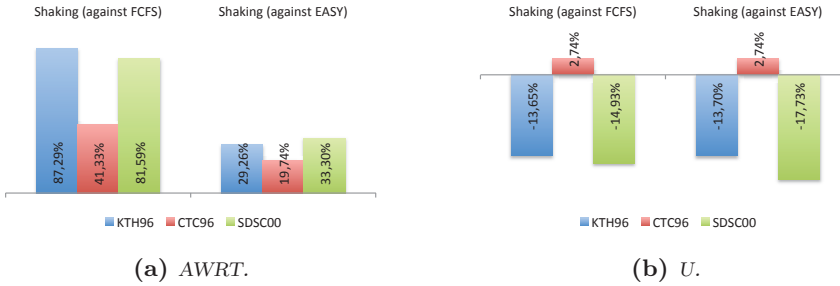 Shaking (against FCFS) Shaking (against EASY)
87,29% 41,33% 81,59% 29,26% 19,74% 33,30%
KTH96 CTC96 SDSC00
(a) AWRT.
Shaking (against FCFS) Shaking (against EASY)
-13,65% 2,74% -14,93% -13,70% 2,74% -17,73%
KTH96 CTC96 SDSC00
(b) U.